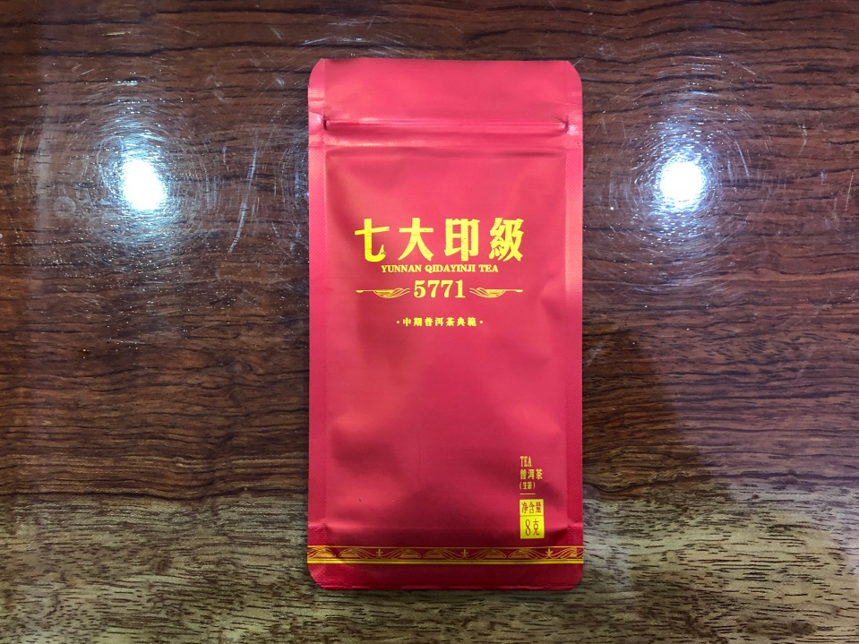 七大印級
YUNNAN QIDAYINJI TEA
5771
·中期普洱茶典範·
TEA
普洱茶
(生茶)
净含量
8克